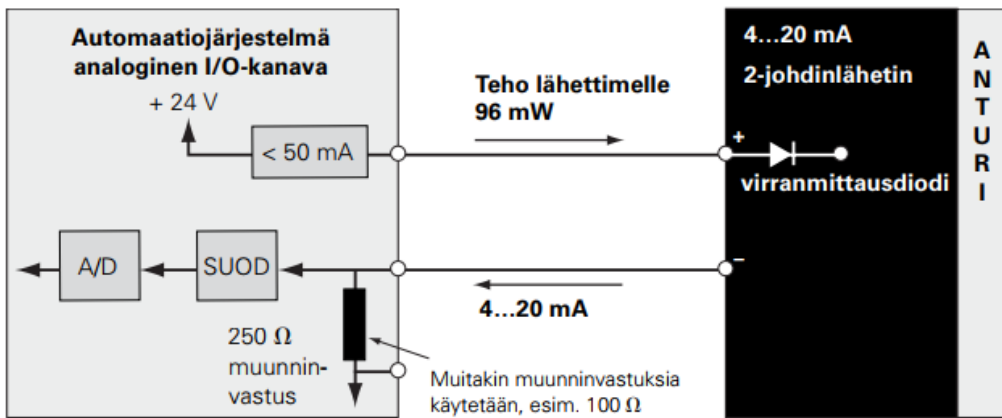 Automaatiojärjestelmä
analoginen I/O-kanava
+ 24 V
< 50 mA
A/D
SUOD
250 Ω
muunnin-
vastus
Teho lähettimelle
96 mW
4...20 mA
Muitakin muunninvastuksia
käytetään, esim. 100 Ω
4...20 mA
2-johdinlähetin
+
virranmittausdiodi
–
ANTURI